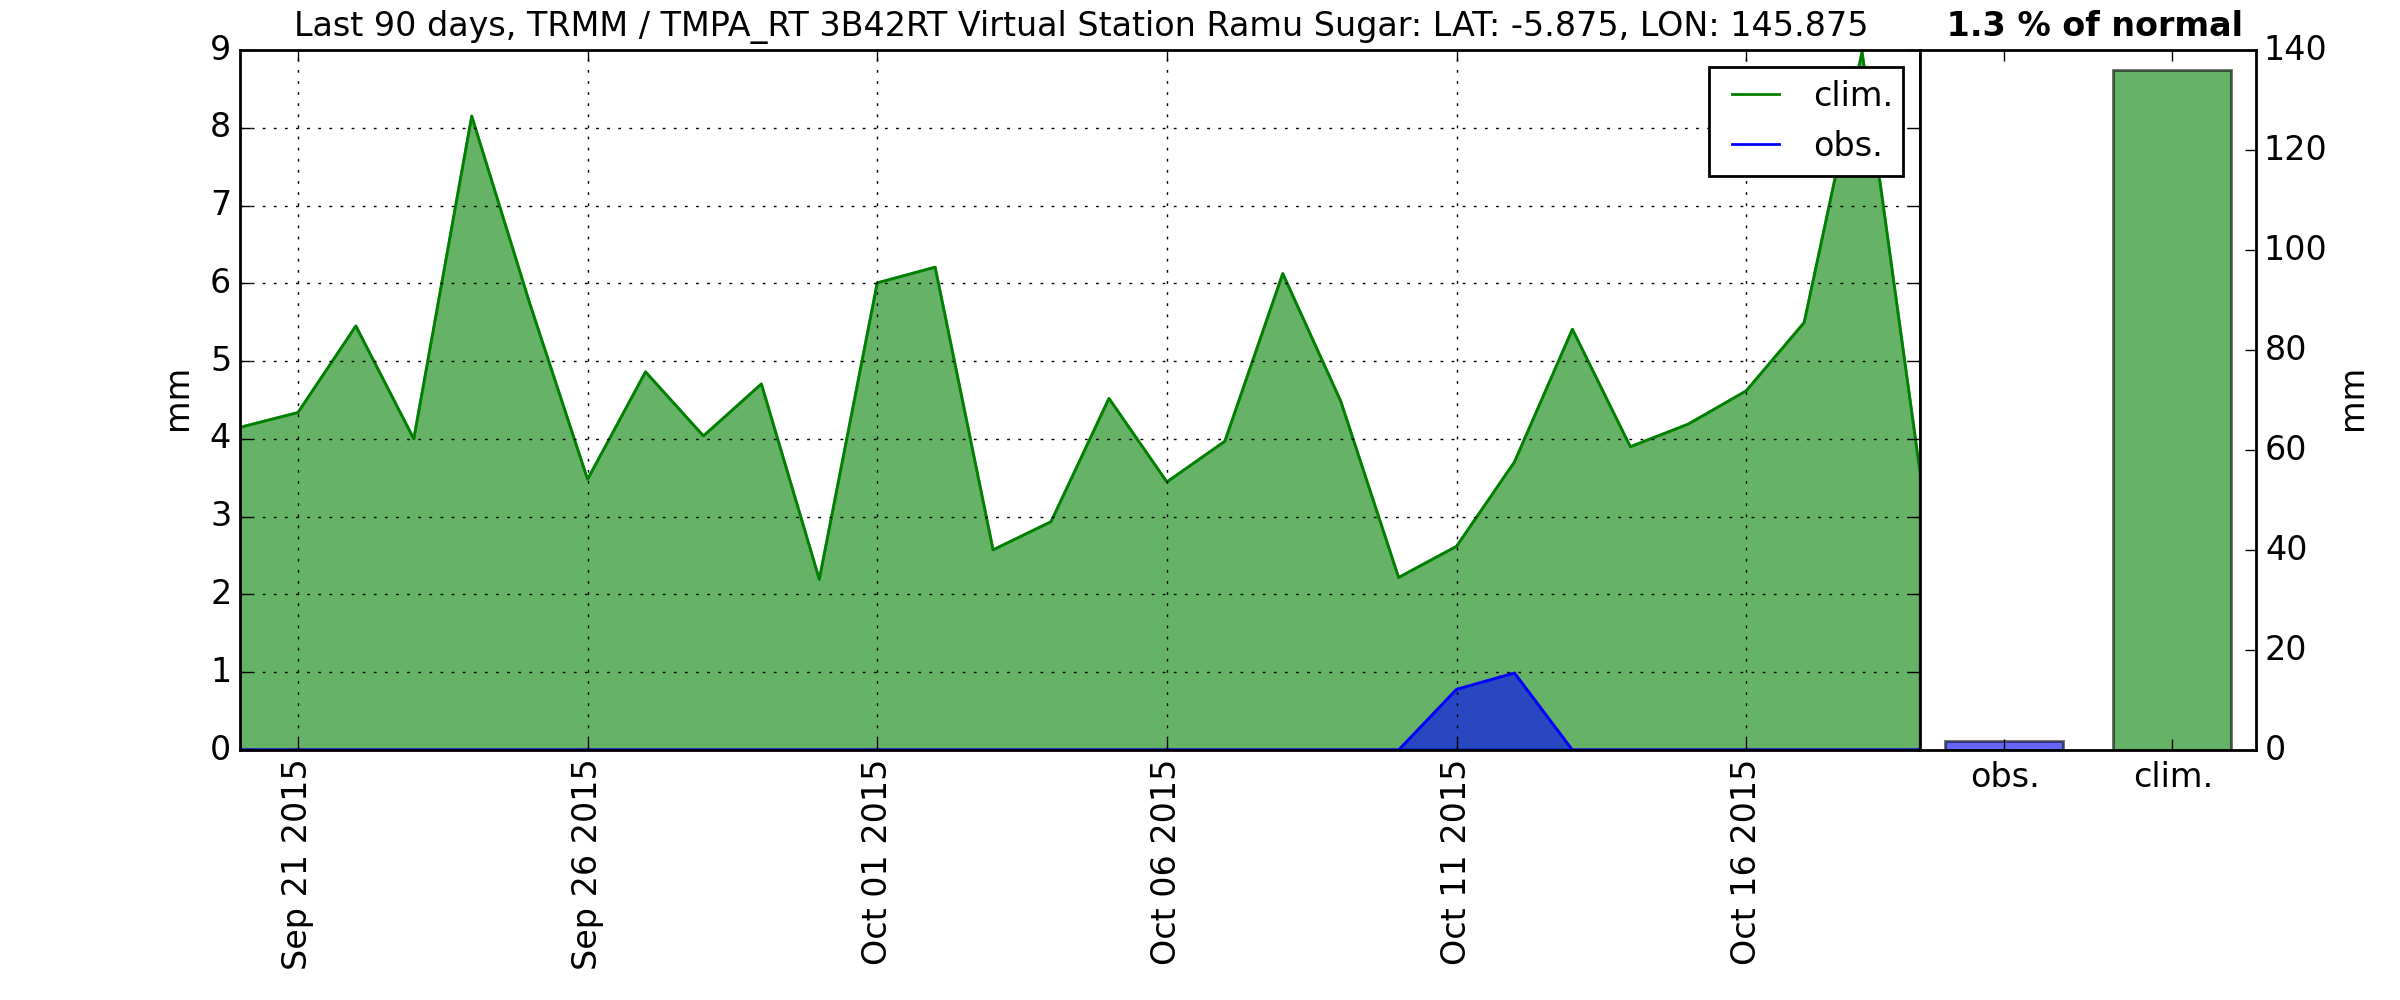 Last 90 days, TRMM / TMPA_RT 3B42RT Virtual Station Ramu Sugar: LAT: -5.875, LON: 145.875
1.3 % of normal
9
8
7
6
5
4
3
2
1
0
mm
clim.
obs.
Sep 21 2015
Sep 26 2015
Oct 01 2015
Oct 06 2015
Oct 11 2015
Oct 16 2015
140
120
100
80
60
40
20
0
mm
obs.
clim.